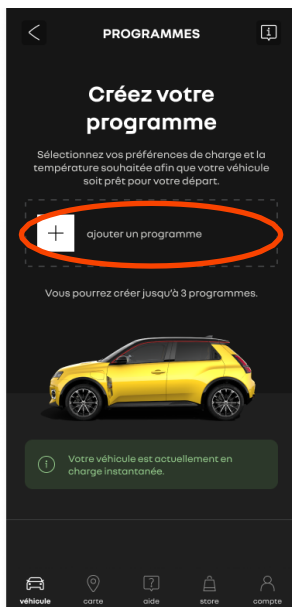 PROGRAMMES
Créez votre
programme
Sélectionnez vos préférences de charge et la
température souhaitée afin que votre véhicule
soit prêt pour votre départ.
ajouter un programme
Vous pourrez créer jusqu'à 3 programmes.
Votre véhicule est actuellement en
charge instantanée.
véhicule carte aide store compte